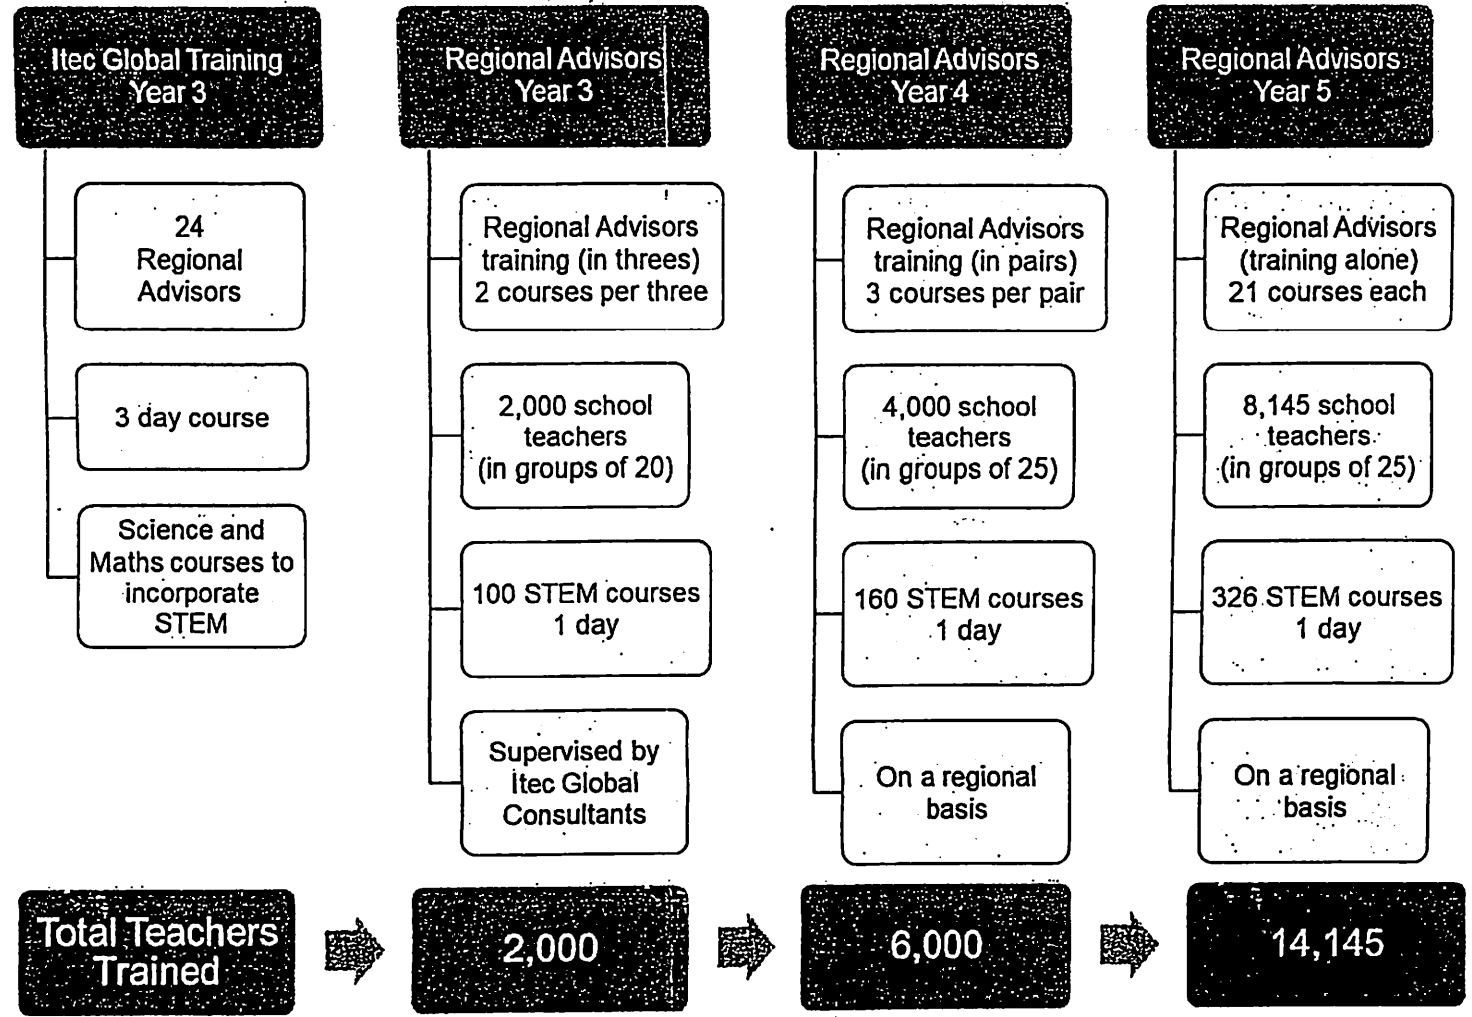 Itec Global Training
Year 3
24
Regional
Advisors
3 day course
Science and
Maths courses to
incorporate
STEM
Regional Advisors
Year 3
Regional Advisors
training (in threes)
2 courses per three
2,000 school
teachers
(in groups of 20)
100 STEM courses
1 day
Supervised by
Itec Global
Consultants
Regional Advisors
Year 4
Regional Advisors
training (in pairs)
3 courses per pair
4,000 school
teachers
(in groups of 25)
160 STEM courses
1 day
On a regional
basis
Regional Advisors
Year 5
Regional Advisors
(training alone)
21 courses each
8,145 school
teachers
(in groups of 25)
326 STEM courses
1 day
On a regional
basis
Total Teachers
Trained
2,000
6,000
14,145